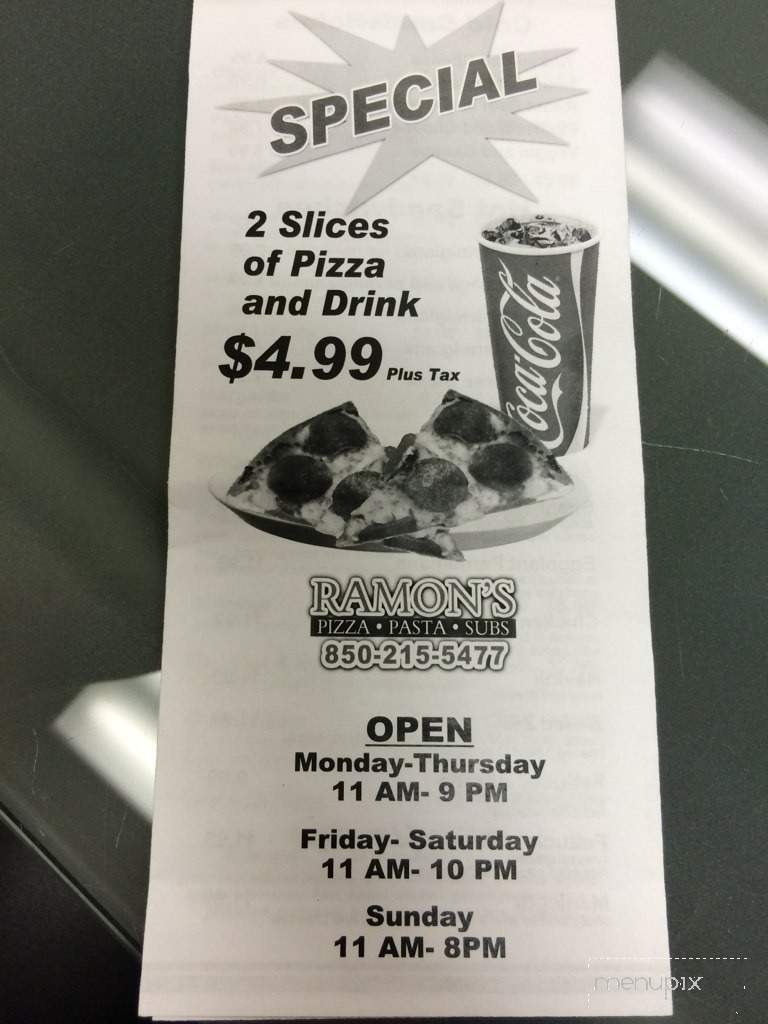 SPECIAL
2 Slices
of Pizza
and Drink
$4.99 Plus Tax
Coca-Cola
RAMON'S
PIZZA • PASTA • SUBS
850-215-5477
OPEN
Monday-Thursday
11 AM- 9 PM
Friday- Saturday
11 AM- 10 PM
Sunday
11 AM- 8PM
menupix